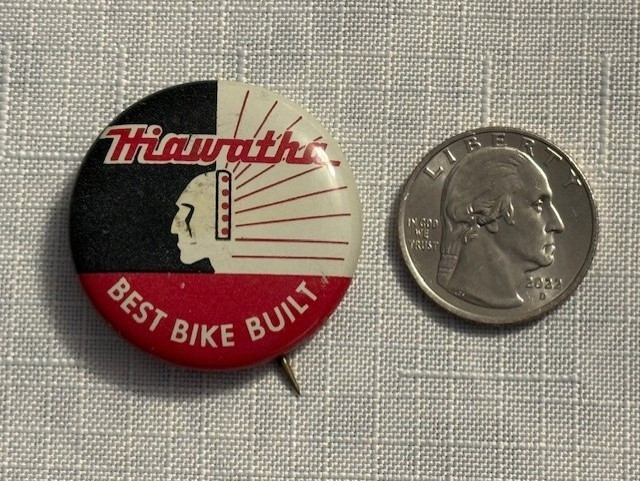 Hiawatha
BEST BIKE BUILT
LIBERTY
IN GOD
WE
TRUST
2022
D